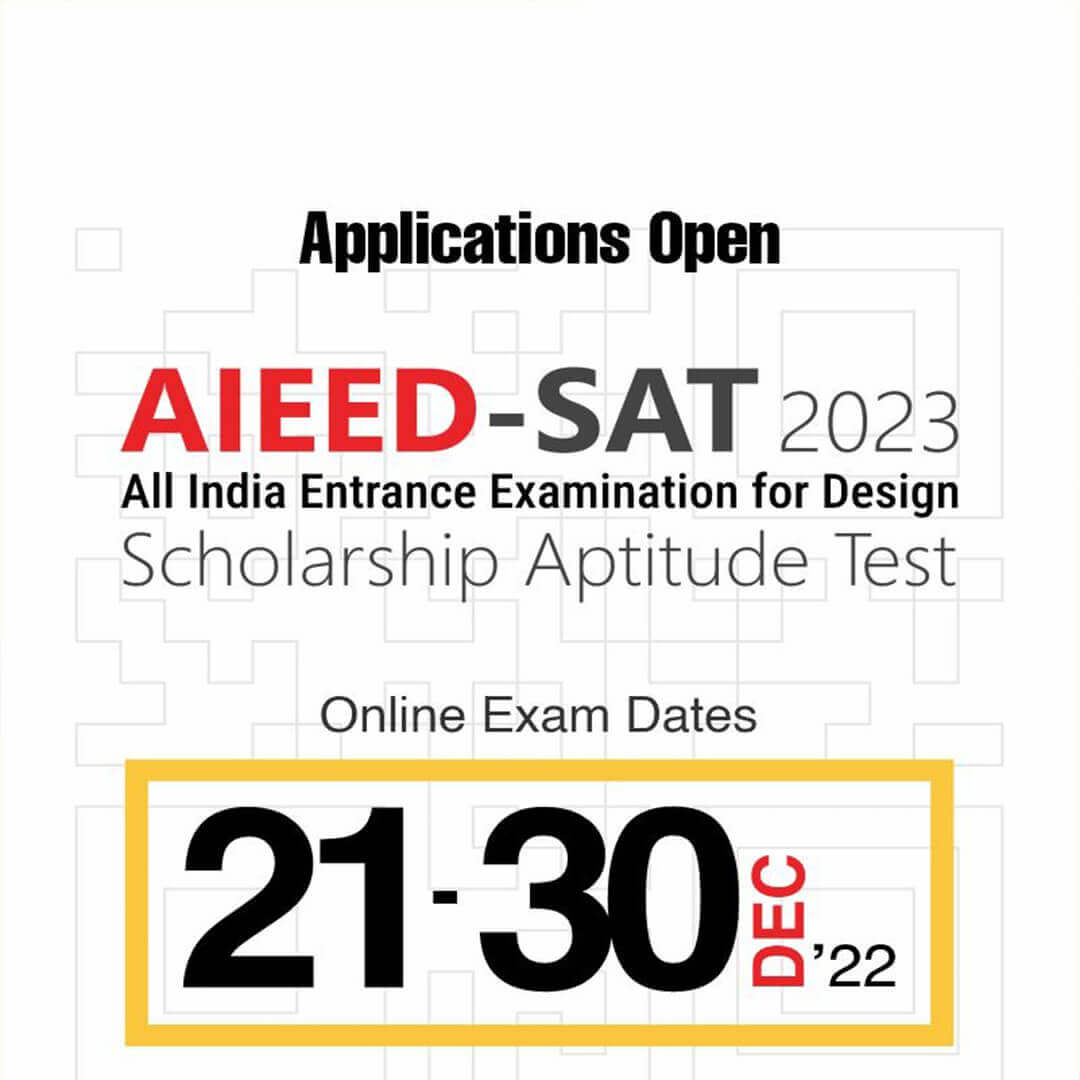 Applications Open
AIEED-SAT 2023
All India Entrance Examination for Design
Scholarship Aptitude Test
Online Exam Dates
21-30 DEC '22